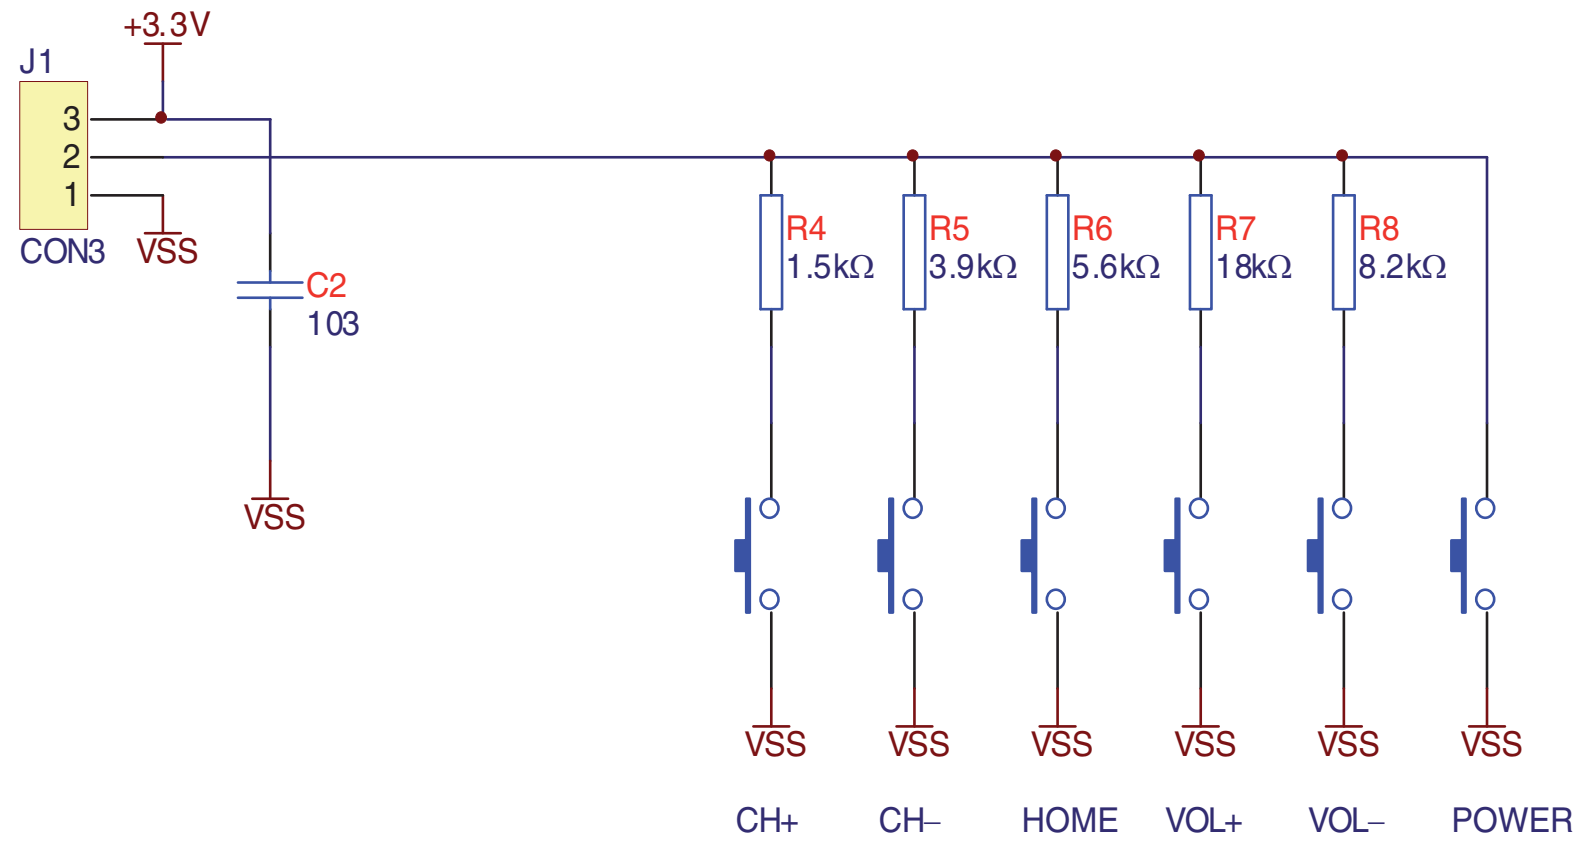 +3.3V
J1
3
2
1
CON3
VSS
C2
103
VSS
R4
1.5kΩ
R5
3.9kΩ
R6
5.6kΩ
R7
18kΩ
R8
8.2kΩ
VSS
VSS
VSS
VSS
VSS
VSS
CH+
CH−
HOME
VOL+
VOL−
POWER